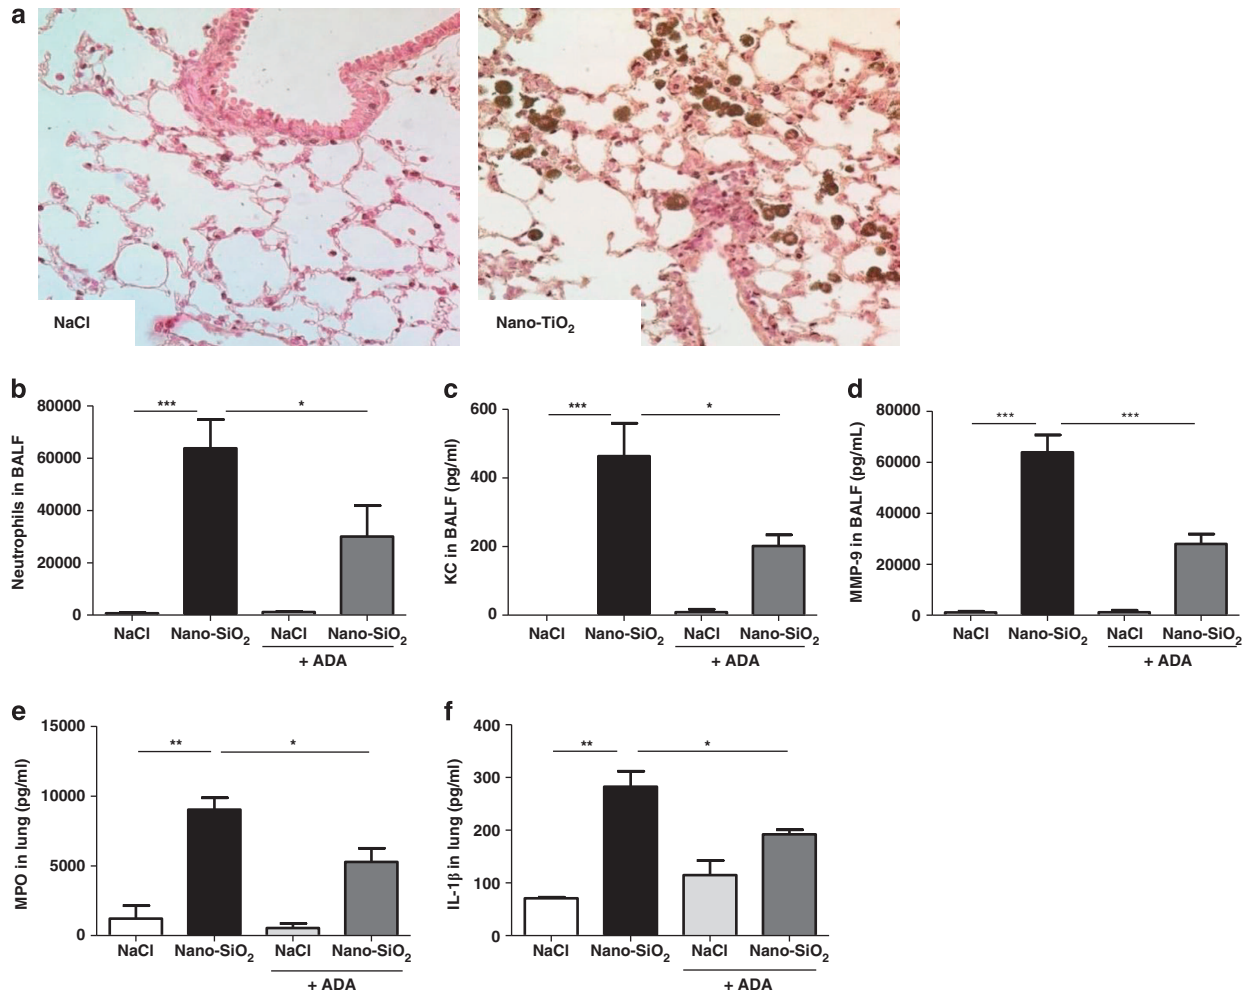 a
NaCl
Nano-TiO2
b
Neutrophils in BALF
80000
60000
40000
20000
0
***
*
NaCl
Nano-SiO2
NaCl
Nano-SiO2
+ ADA
c
KC in BALF (pg/ml)
600
400
200
0
***
*
NaCl
Nano-SiO2
NaCl
Nano-SiO2
+ ADA
d
MMP-9 in BALF (pg/mL)
80000
60000
40000
20000
0
***
***
NaCl
Nano-SiO2
NaCl
Nano-SiO2
+ ADA
e
MPO in lung (pg/ml)
15000
10000
5000
0
**
*
NaCl
Nano-SiO2
NaCl
Nano-SiO2
+ ADA
f
IL-1β in lung (pg/ml)
400
300
200
100
0
**
*
NaCl
Nano-SiO2
NaCl
Nano-SiO2
+ ADA